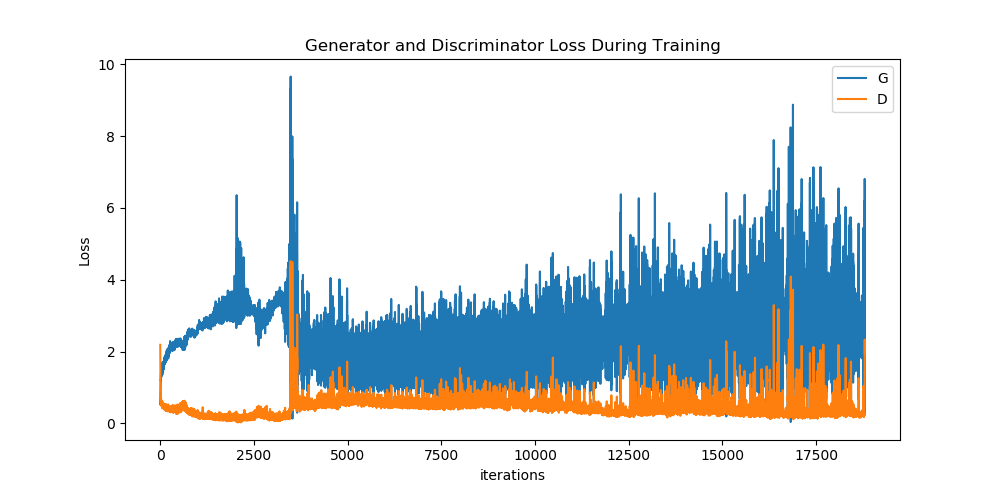 Generator and Discriminator Loss During Training
10
8
6
4
2
0
Loss
G
D
0 2500 5000 7500 10000 12500 15000 17500
iterations